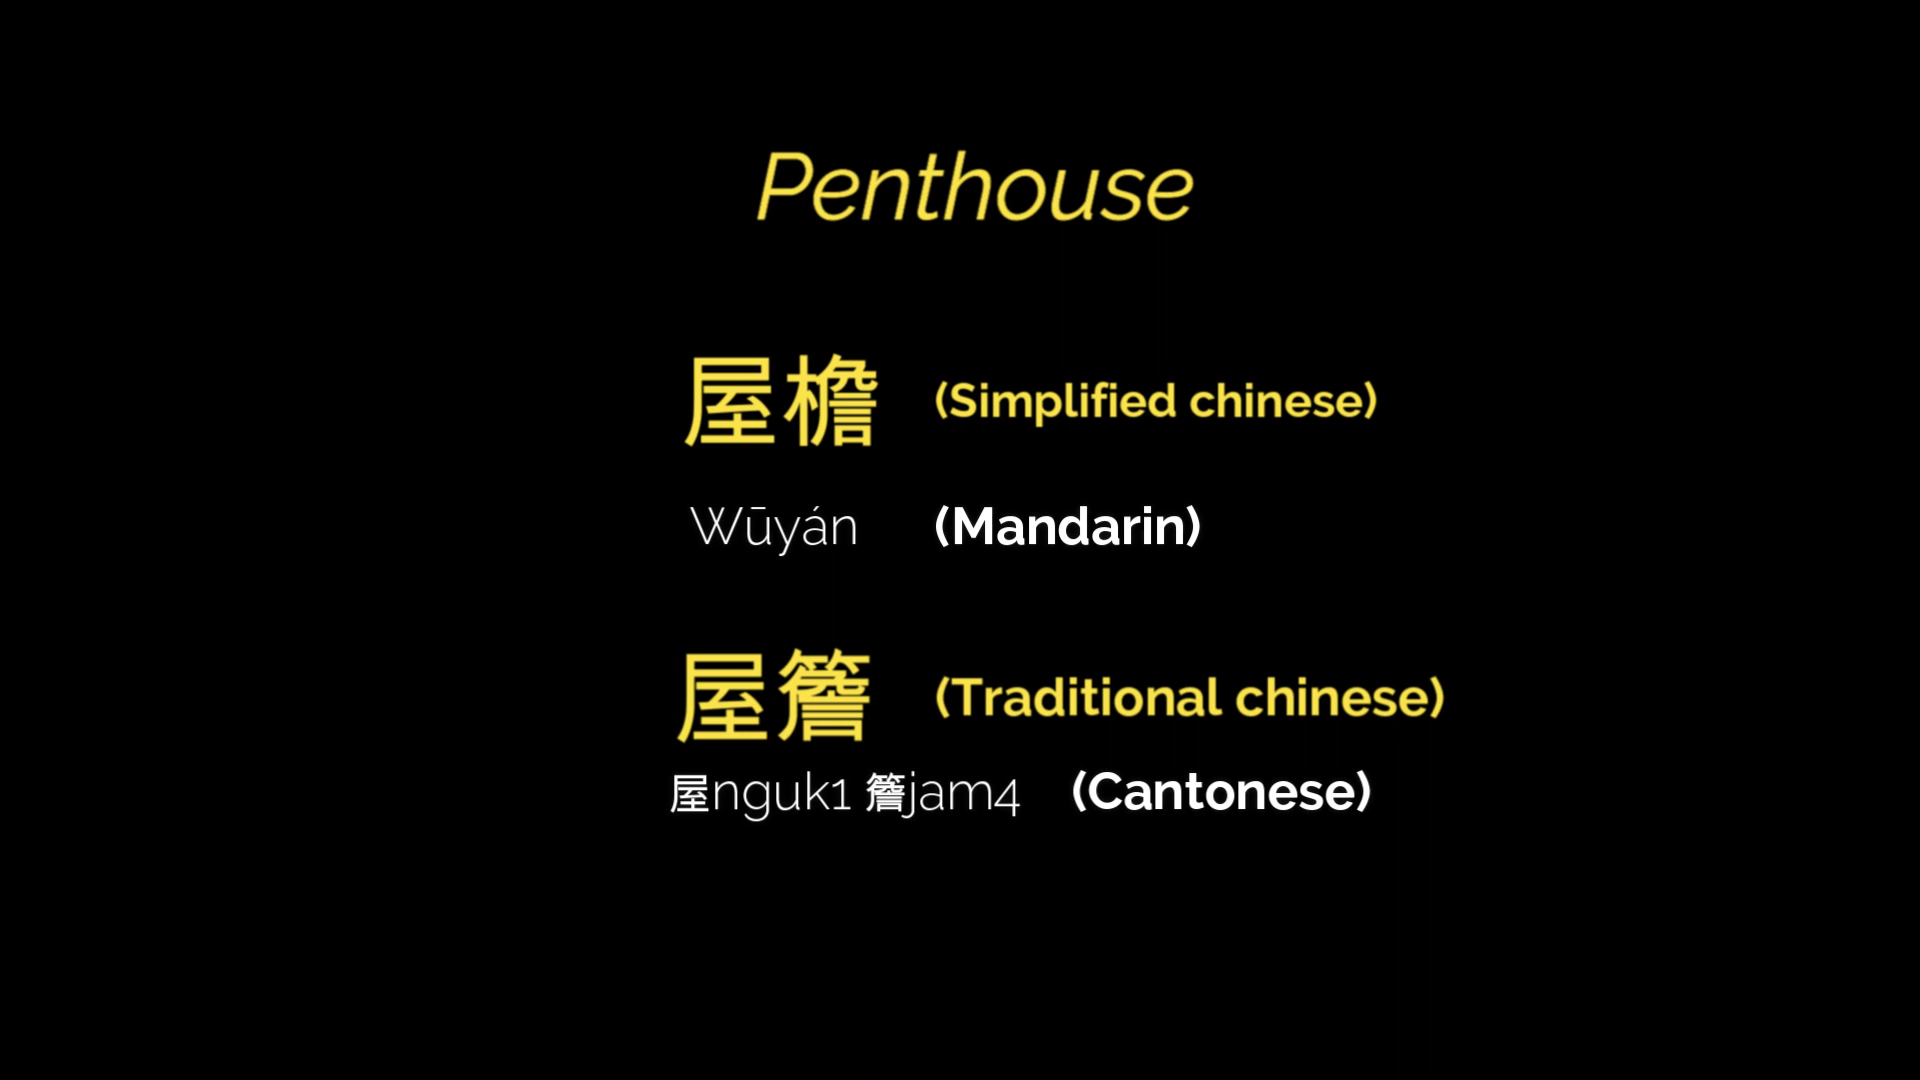 Penthouse
屋檐 (Simplified chinese)
Wūyán (Mandarin)
屋簷 (Traditional chinese)
屋nguk1 簷jam4 (Cantonese)